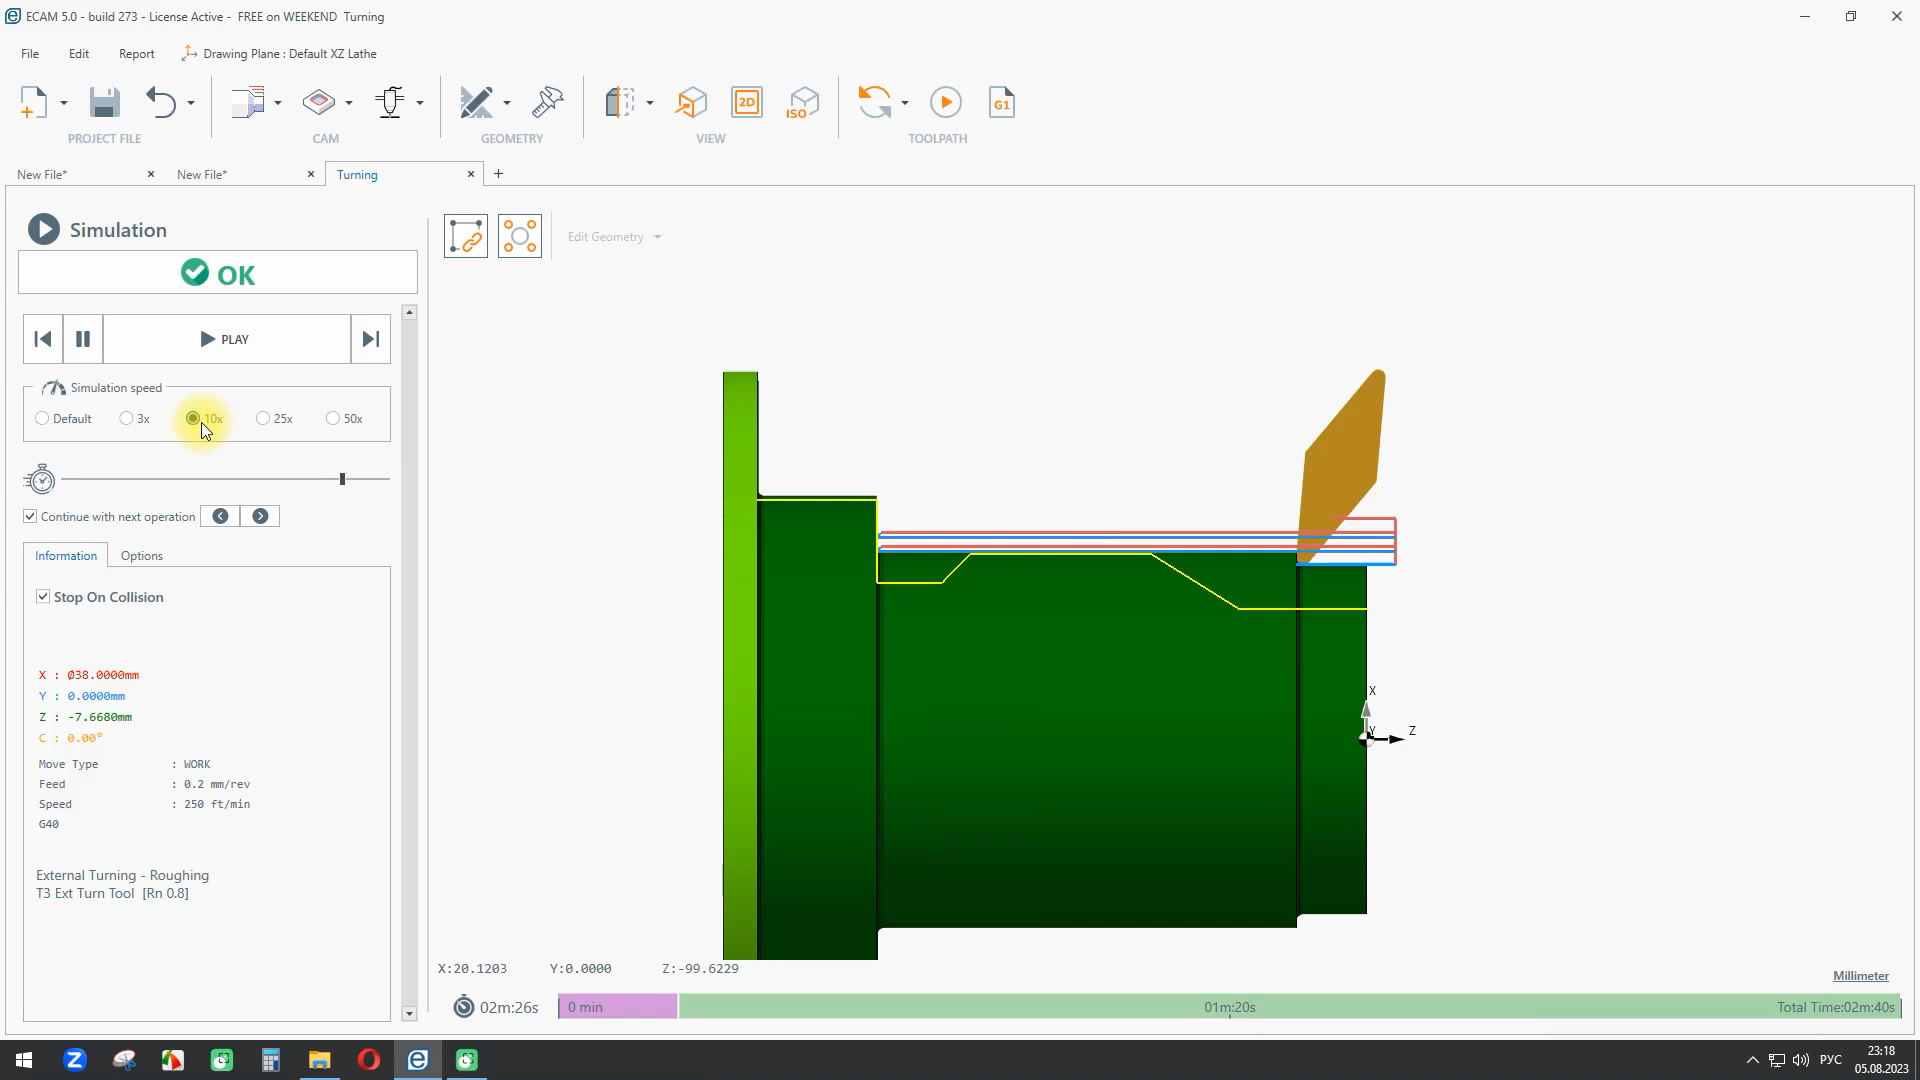 ECAM 5.0 - build 273 - License Active - FREE on WEEKEND Turning
File Edit Report Drawing Plane : Default XZ Lathe
2D ISO G1
PROJECT FILE CAM GEOMETRY VIEW TOOLPATH
New File* New File* Turning
Simulation
Edit Geometry
OK
PLAY
Simulation speed
Default 3x 10x 25x 50x
Continue with next operation
Information Options
Stop On Collision
X : Ø38.0000mm
Y : 0.0000mm
Z : -7.6680mm
C : 0.00°
Move Type : WORK
Feed : 0.2 mm/rev
Speed : 250 ft/min
G40
External Turning - Roughing
T3 Ext Turn Tool [Rn 0.8]
X
Y Z
X:20.1203 Y:0.0000 Z:-99.6229
Millimeter
02m:26s 0 min 01m:20s Total Time:02m:40s
РУС
23:18
05.08.2023